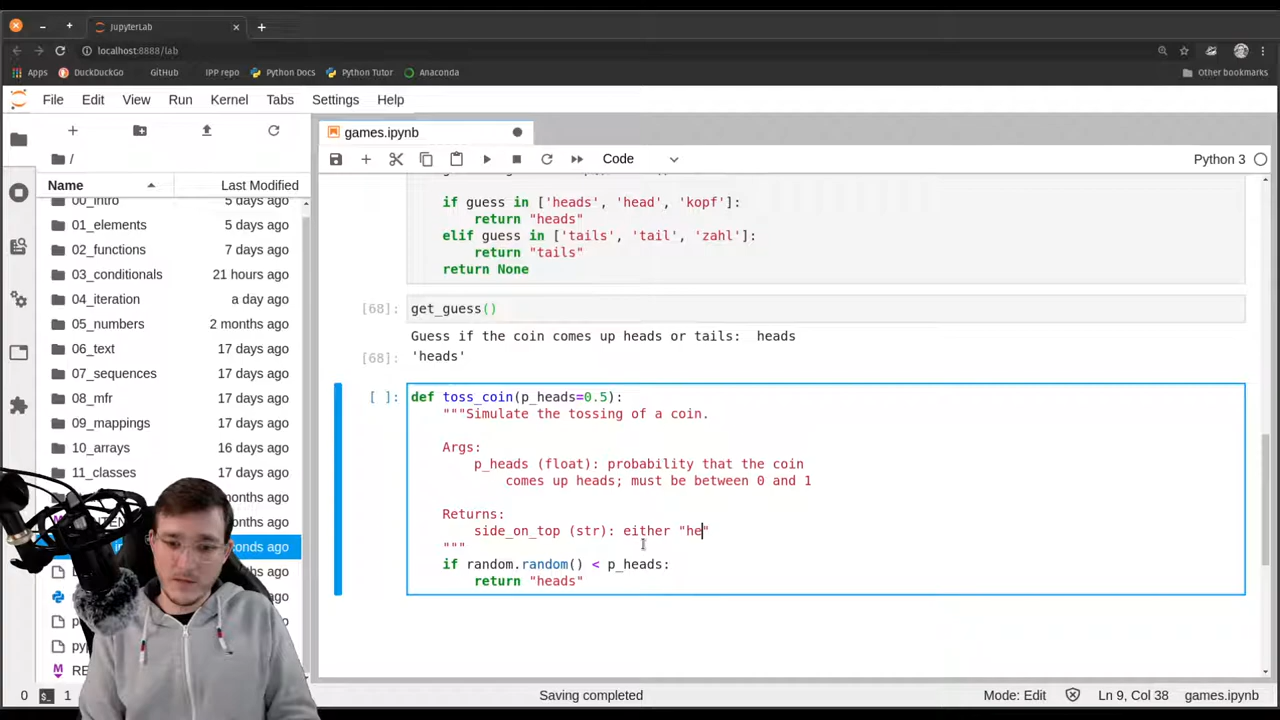 JupyterLab
localhost:8888/lab
Apps DuckDuckGo GitHub IPP repo Python Docs Python Tutor Anaconda Other bookmarks
File Edit View Run Kernel Tabs Settings Help
games.ipynb
/
Code
Python 3
Name Last Modified
00_intro 5 days ago
01_elements 5 days ago
02_functions 7 days ago
03_conditionals 21 hours ago
04_iteration a day ago
05_numbers 2 months ago
06_text 17 days ago
07_sequences 17 days ago
08_mfr 17 days ago
09_mappings 17 days ago
10_arrays 16 days ago
11_classes 17 days ago
months ago
months ago
months ago
if guess in ['heads', 'head', 'kopf']:
return "heads"
elif guess in ['tails', 'tail', 'zahl']:
return "tails"
return None
[68]: get_guess()
Guess if the coin comes up heads or tails: heads
[68]: 'heads'
[ ]: def toss_coin(p_heads=0.5):
"""Simulate the tossing of a coin.
Args:
p_heads (float): probability that the coin
comes up heads; must be between 0 and 1
Returns:
side_on_top (str): either "he"
"""
if random.random() < p_heads:
return "heads"
0 1 Saving completed Mode: Edit Ln 9, Col 38 games.ipynb